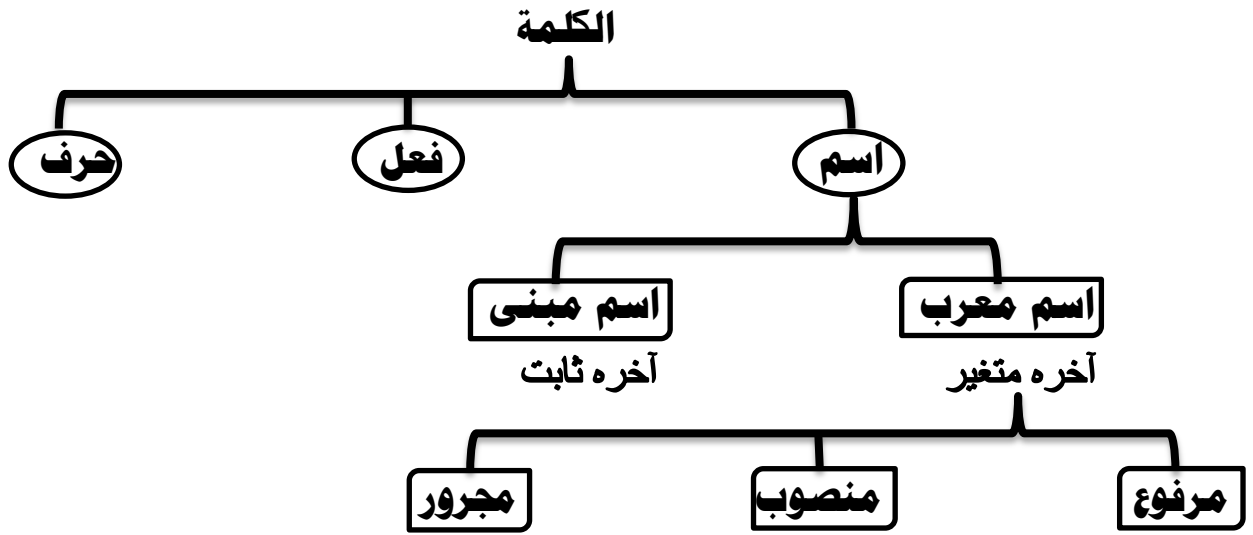 الكلمة
اسم فعل حرف
اسم معرب اسم مبنى
آخره متغير آخره ثابت
مرفوع منصوب مجرور